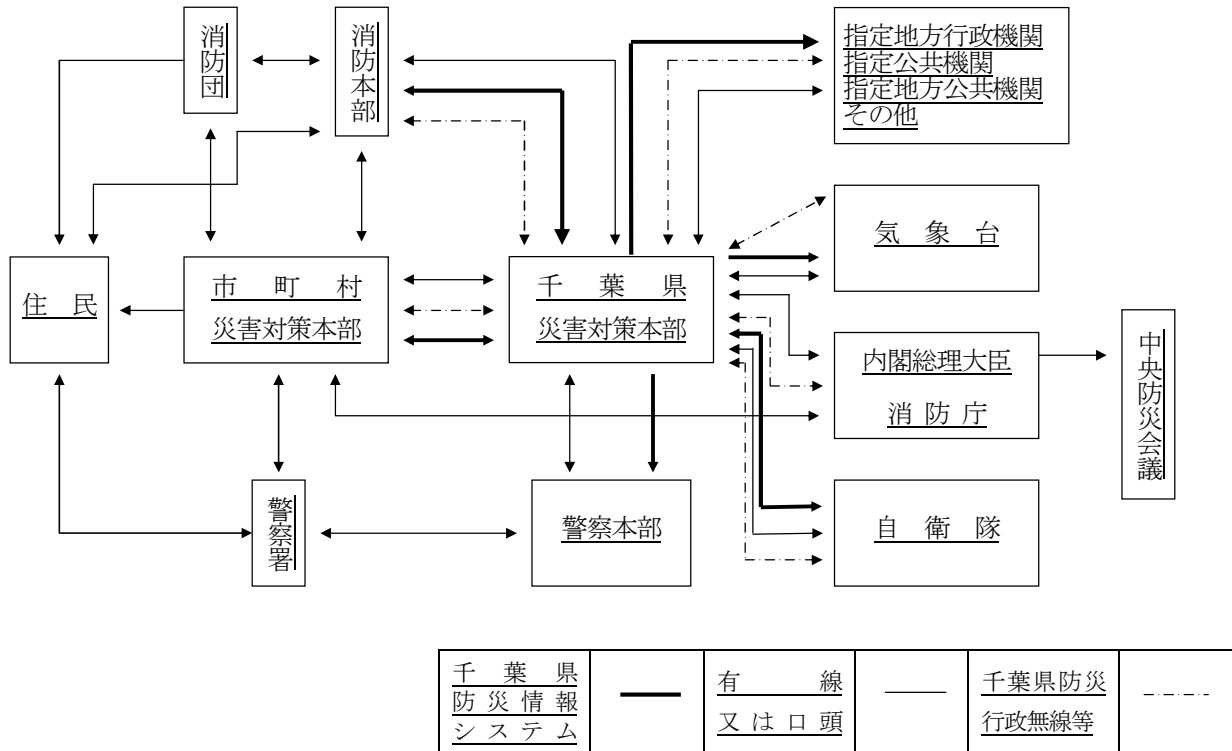 消防団
消防本部
指定地方行政機関
指定公共機関
指定地方公共機関
その他
気象台
住民
市町村
災害対策本部
千葉県
災害対策本部
内閣総理大臣
消防庁
中央防災会議
警察署
警察本部
自衛隊
千葉県
防災情報
システム
有線
又は口頭
千葉県防災
行政無線等